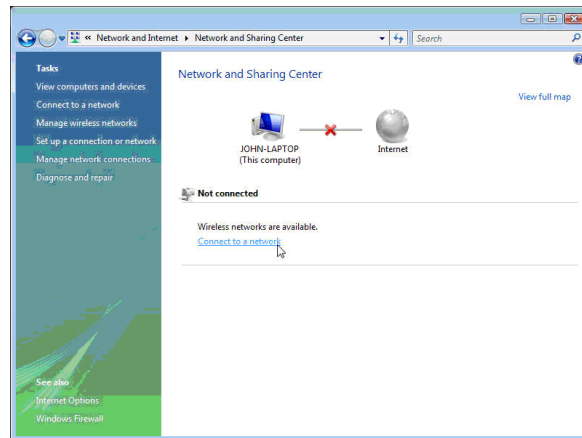 « Network and Internet ▸ Network and Sharing Center
Search
Tasks
View computers and devices
Connect to a network
Manage wireless networks
Set up a connection or network
Manage network connections
Diagnose and repair
See also
Internet Options
Windows Firewall
Network and Sharing Center
View full map
JOHN-LAPTOP
(This computer)
Internet
Not connected
Wireless networks are available.
Connect to a network